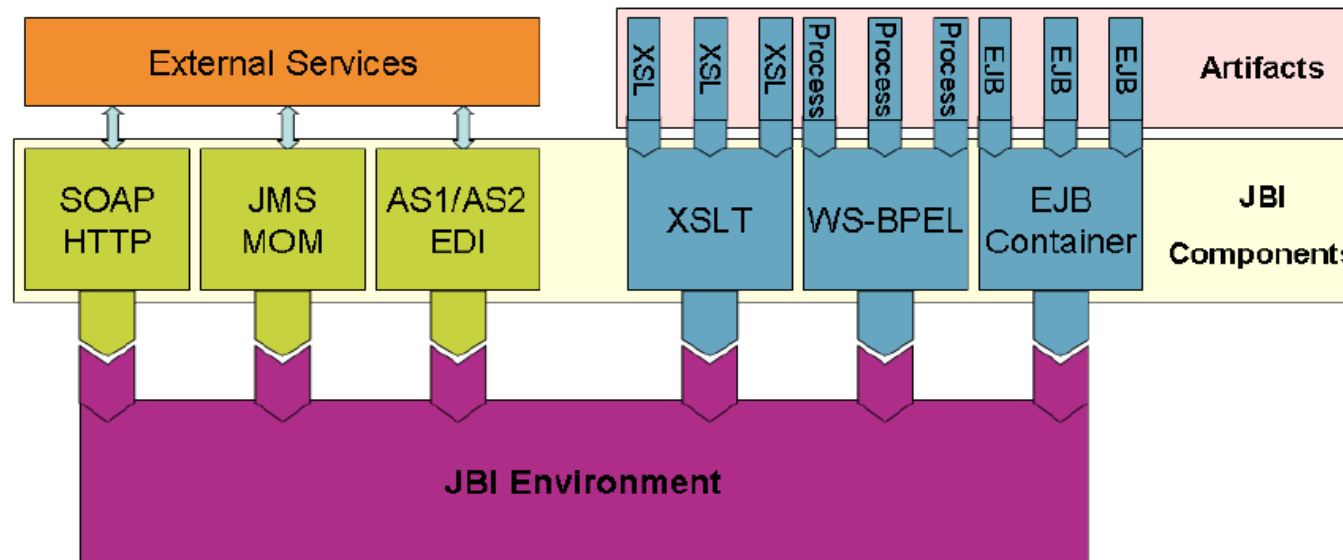 External Services
XSL
XSL
XSL
Process
Process
Process
EJB
EJB
EJB
Artifacts
SOAP
HTTP
JMS
MOM
AS1/AS2
EDI
XSLT
WS-BPEL
EJB
Container
JBI
Components
JBI Environment